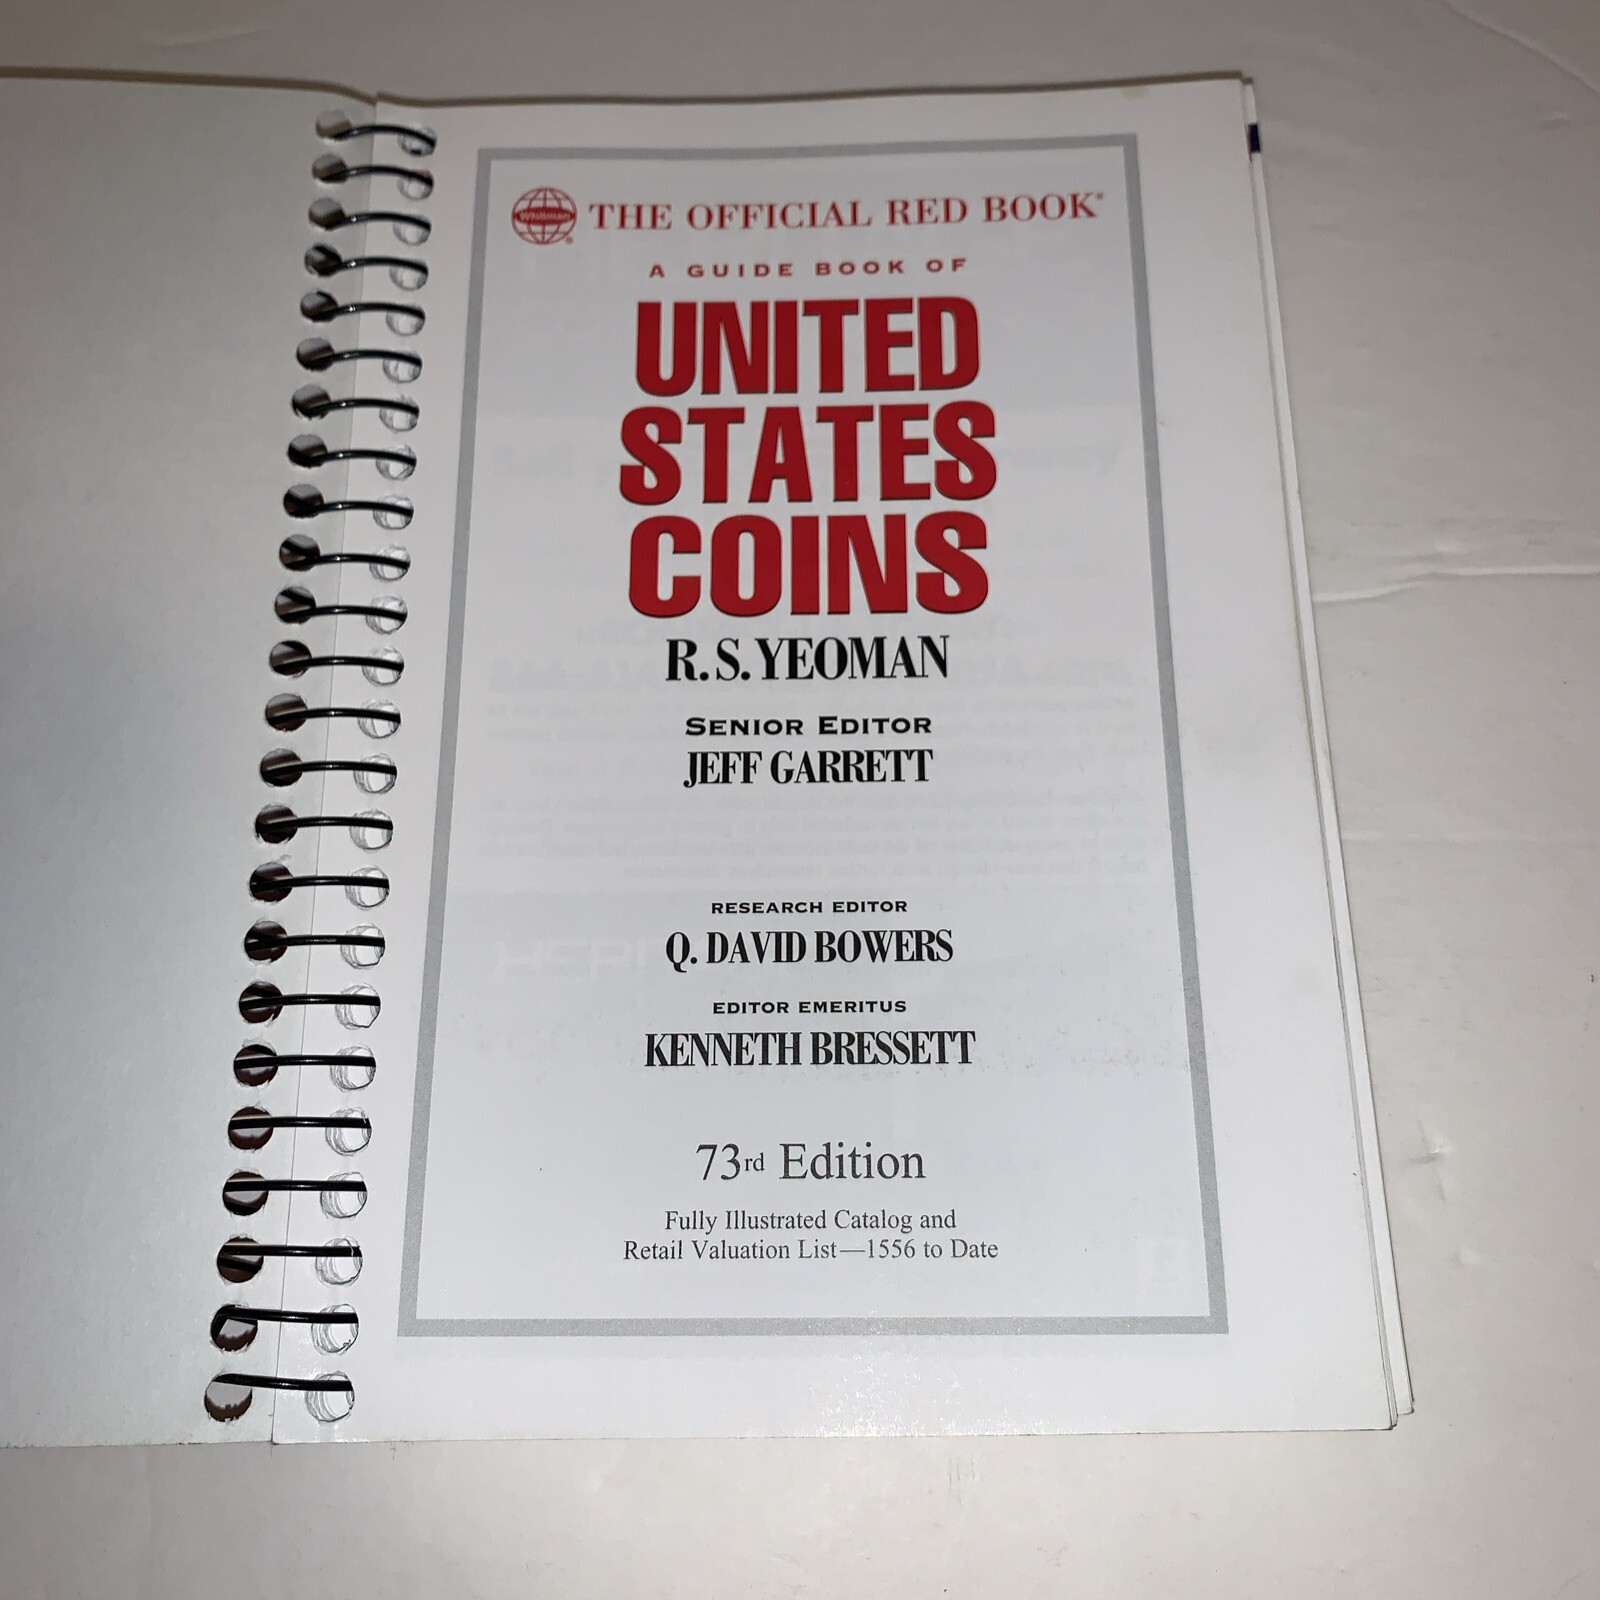 Whitman® THE OFFICIAL RED BOOK®
A GUIDE BOOK OF
UNITED
STATES
COINS
R. S. YEOMAN
SENIOR EDITOR
JEFF GARRETT
RESEARCH EDITOR
Q. DAVID BOWERS
EDITOR EMERITUS
KENNETH BRESSETT
73rd Edition
Fully Illustrated Catalog and
Retail Valuation List—1556 to Date